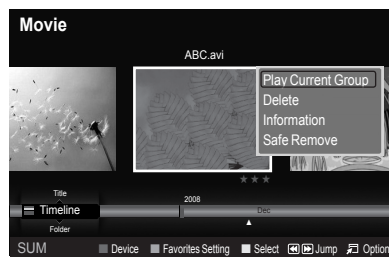 Movie
ABC.avi
Play Current Group
Delete
Information
Safe Remove
Title
2008
Timeline
Dec
Folder
SUM Device Favorites Setting Select Jump Option